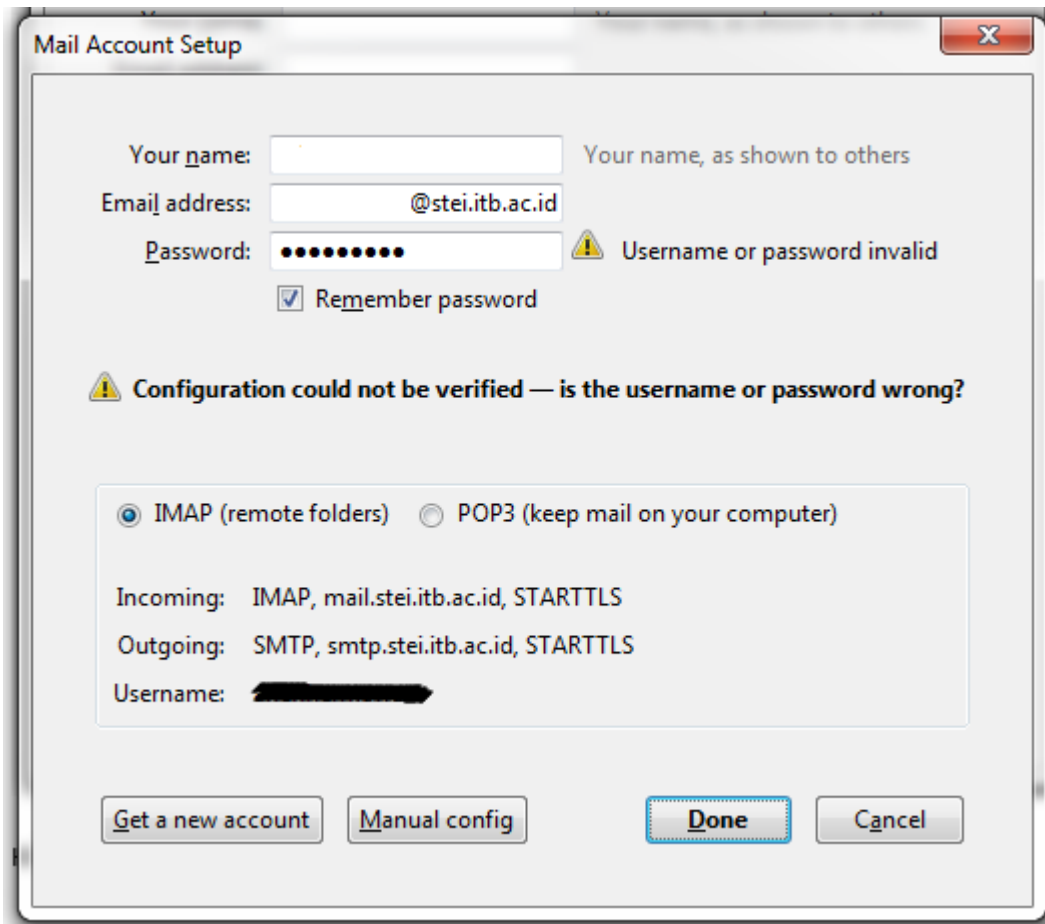 Mail Account Setup
Your name: Your name, as shown to others
Email address: @stei.itb.ac.id
Password: ●●●●●●●●● Username or password invalid
Remember password
Configuration could not be verified — is the username or password wrong?
IMAP (remote folders) POP3 (keep mail on your computer)
Incoming: IMAP, mail.stei.itb.ac.id, STARTTLS
Outgoing: SMTP, smtp.stei.itb.ac.id, STARTTLS
Username:
Get a new account Manual config Done Cancel